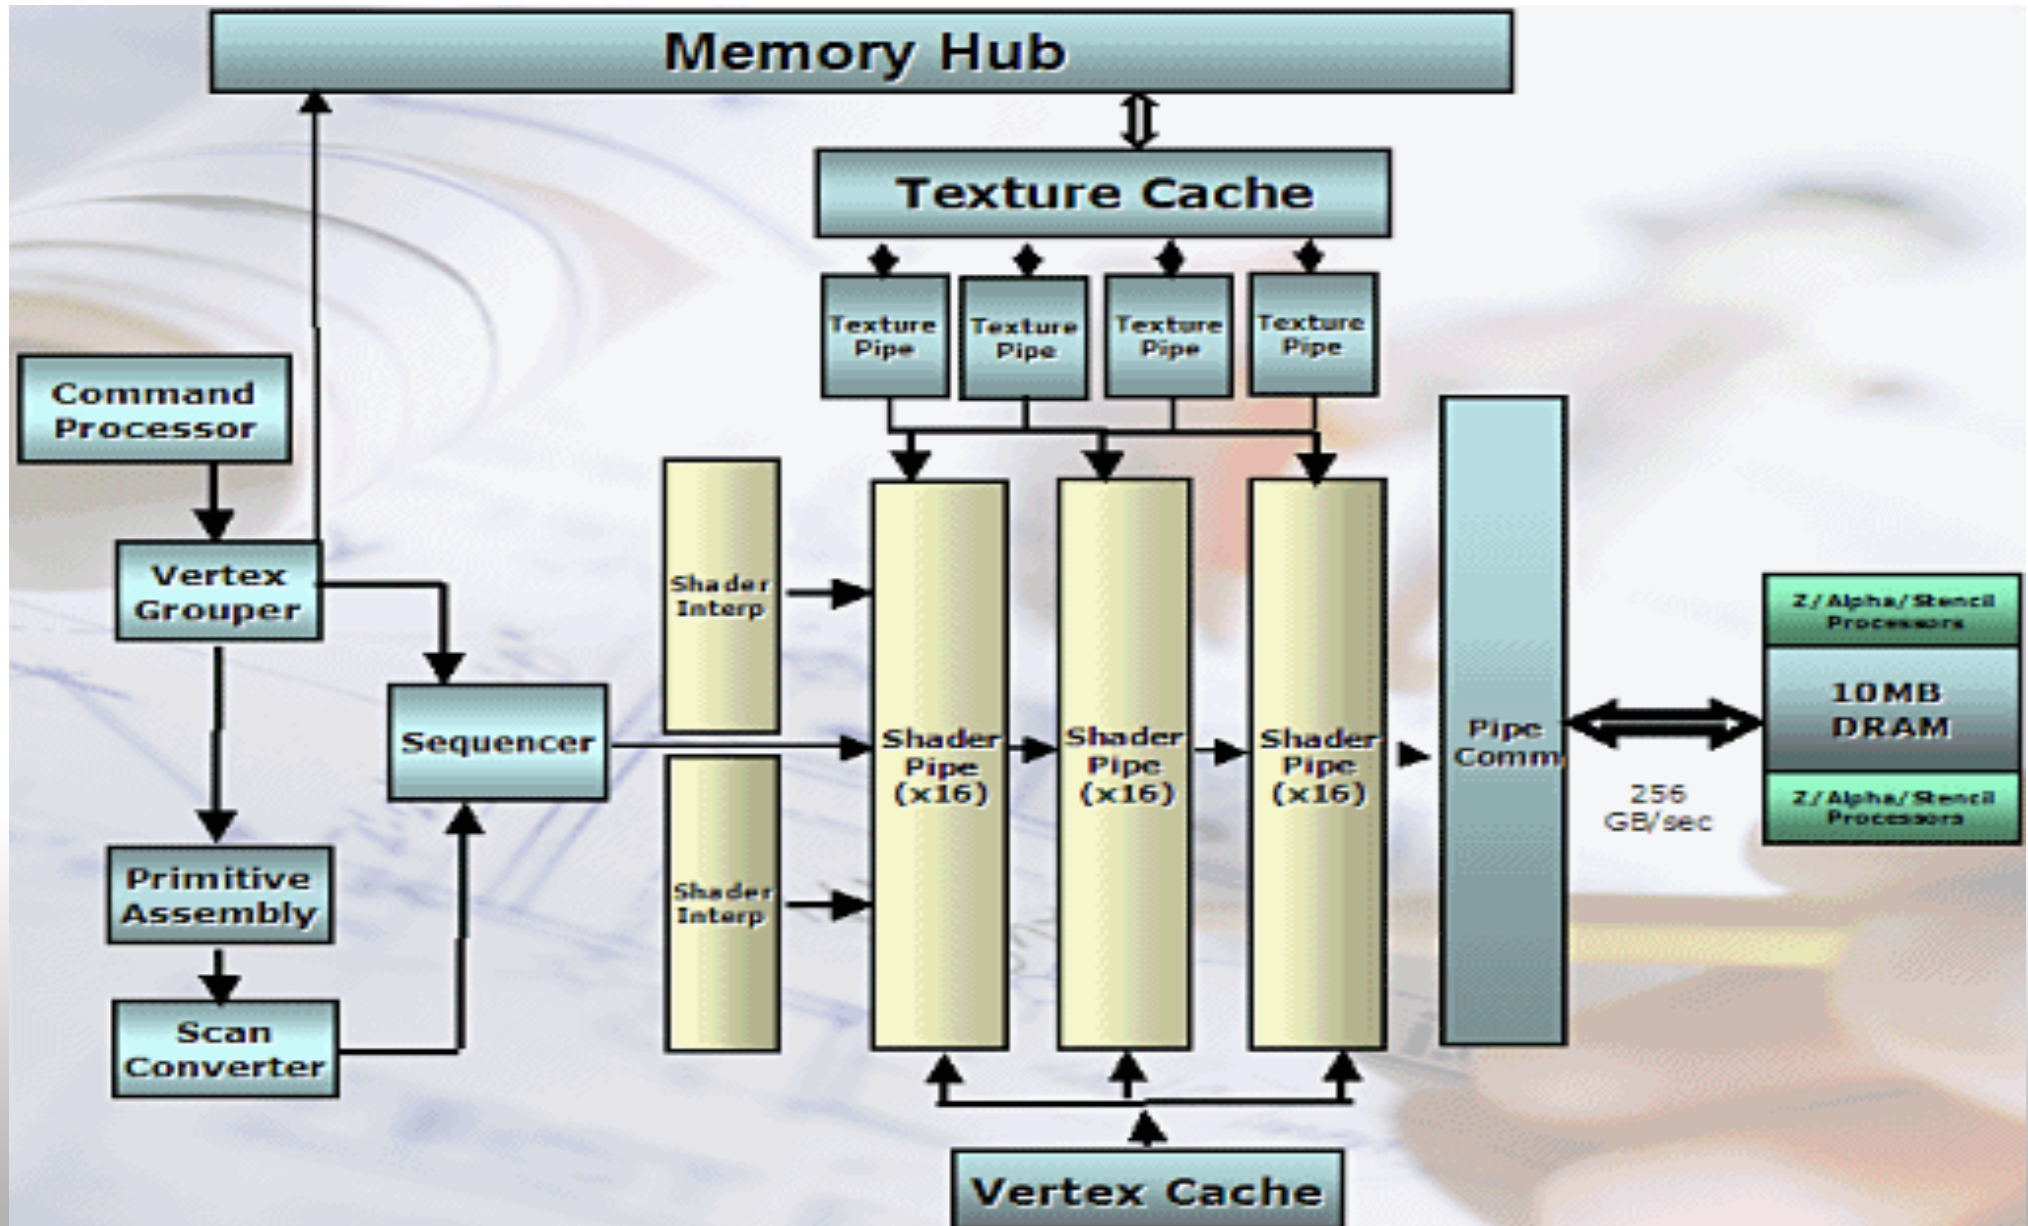 Memory Hub
Texture Cache
Texture
Pipe
Texture
Pipe
Texture
Pipe
Texture
Pipe
Command
Processor
Vertex
Grouper
Sequencer
Primitive
Assembly
Scan
Converter
Shader
Interp
Shader
Interp
Shader
Pipe
(x16)
Shader
Pipe
(x16)
Shader
Pipe
(x16)
Pipe
Comm
256
GB/sec
Z/Alpha/Stencil
Processors
10MB
DRAM
Z/Alpha/Stencil
Processors
Vertex Cache